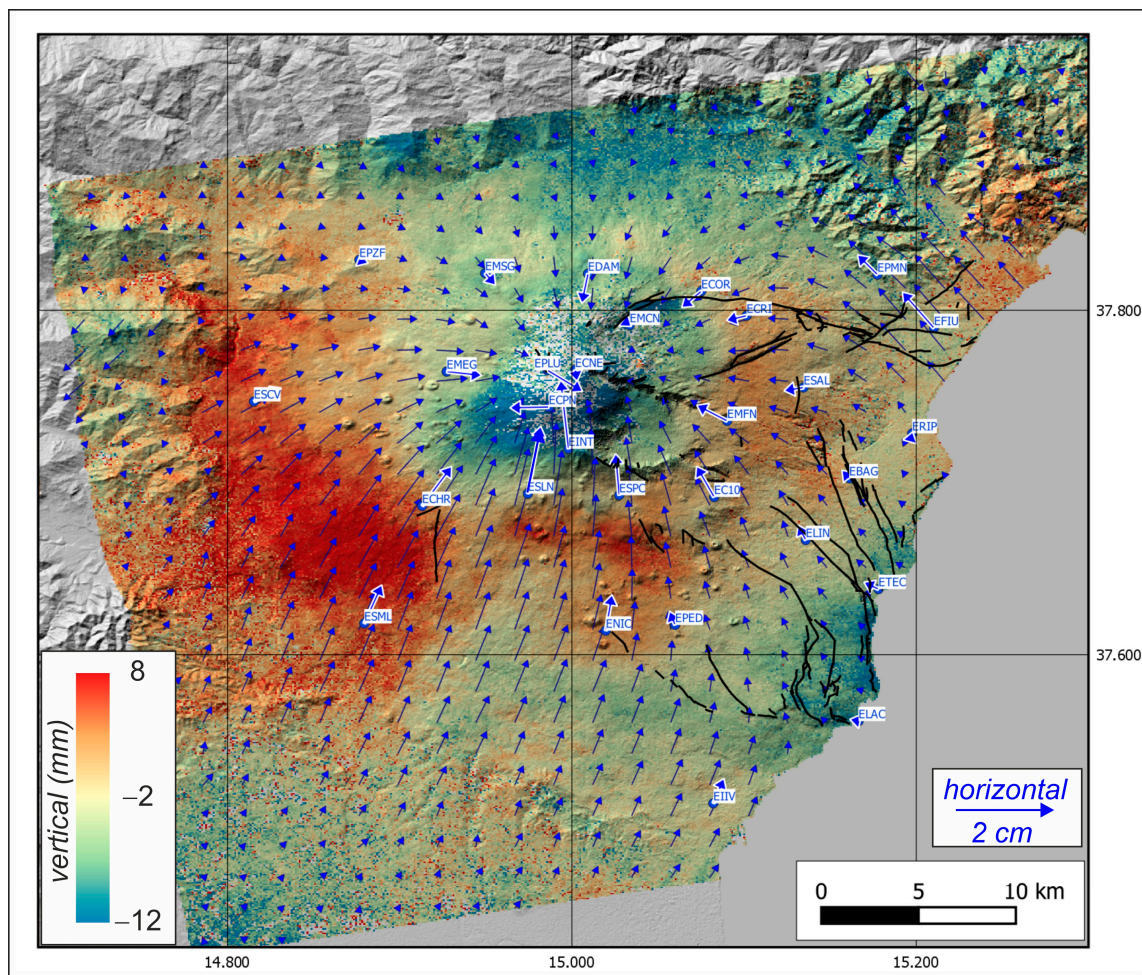 EPZF
EMSG
EDAM
EPMN
ECOR
ECRI
EMCN
EFIU
37.800
EPLU
ECNE
EMEG
ESAL
ESCV
ECPN
EMFN
ERIP
EINT
EBAG
ECHR
ESLN
ESPC
EC10
ELIN
ETEC
ESML
ENIC
EPED
37.600
8
ELAC
–2
EIIV
horizontal
2 cm
vertical (mm)
–12
0 5 10 km
14.800 15.000 15.200